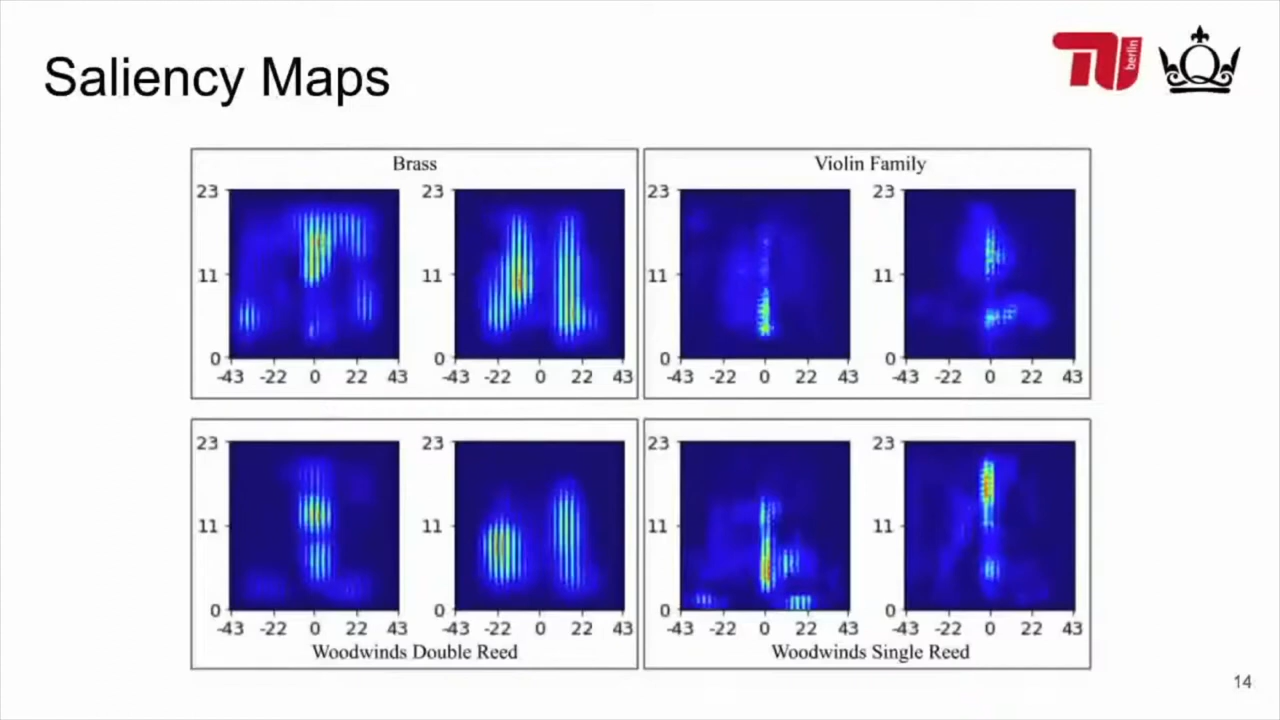 Saliency Maps
berlin
Q
Brass
23
11
0
-43 -22 0 22 43
23
11
0
-43 -22 0 22 43
Violin Family
23
11
0
-43 -22 0 22 43
23
11
0
-43 -22 0 22 43
23
11
0
-43 -22 0 22 43
23
11
0
-43 -22 0 22 43
Woodwinds Double Reed
23
11
0
-43 -22 0 22 43
23
11
0
-43 -22 0 22 43
Woodwinds Single Reed
14